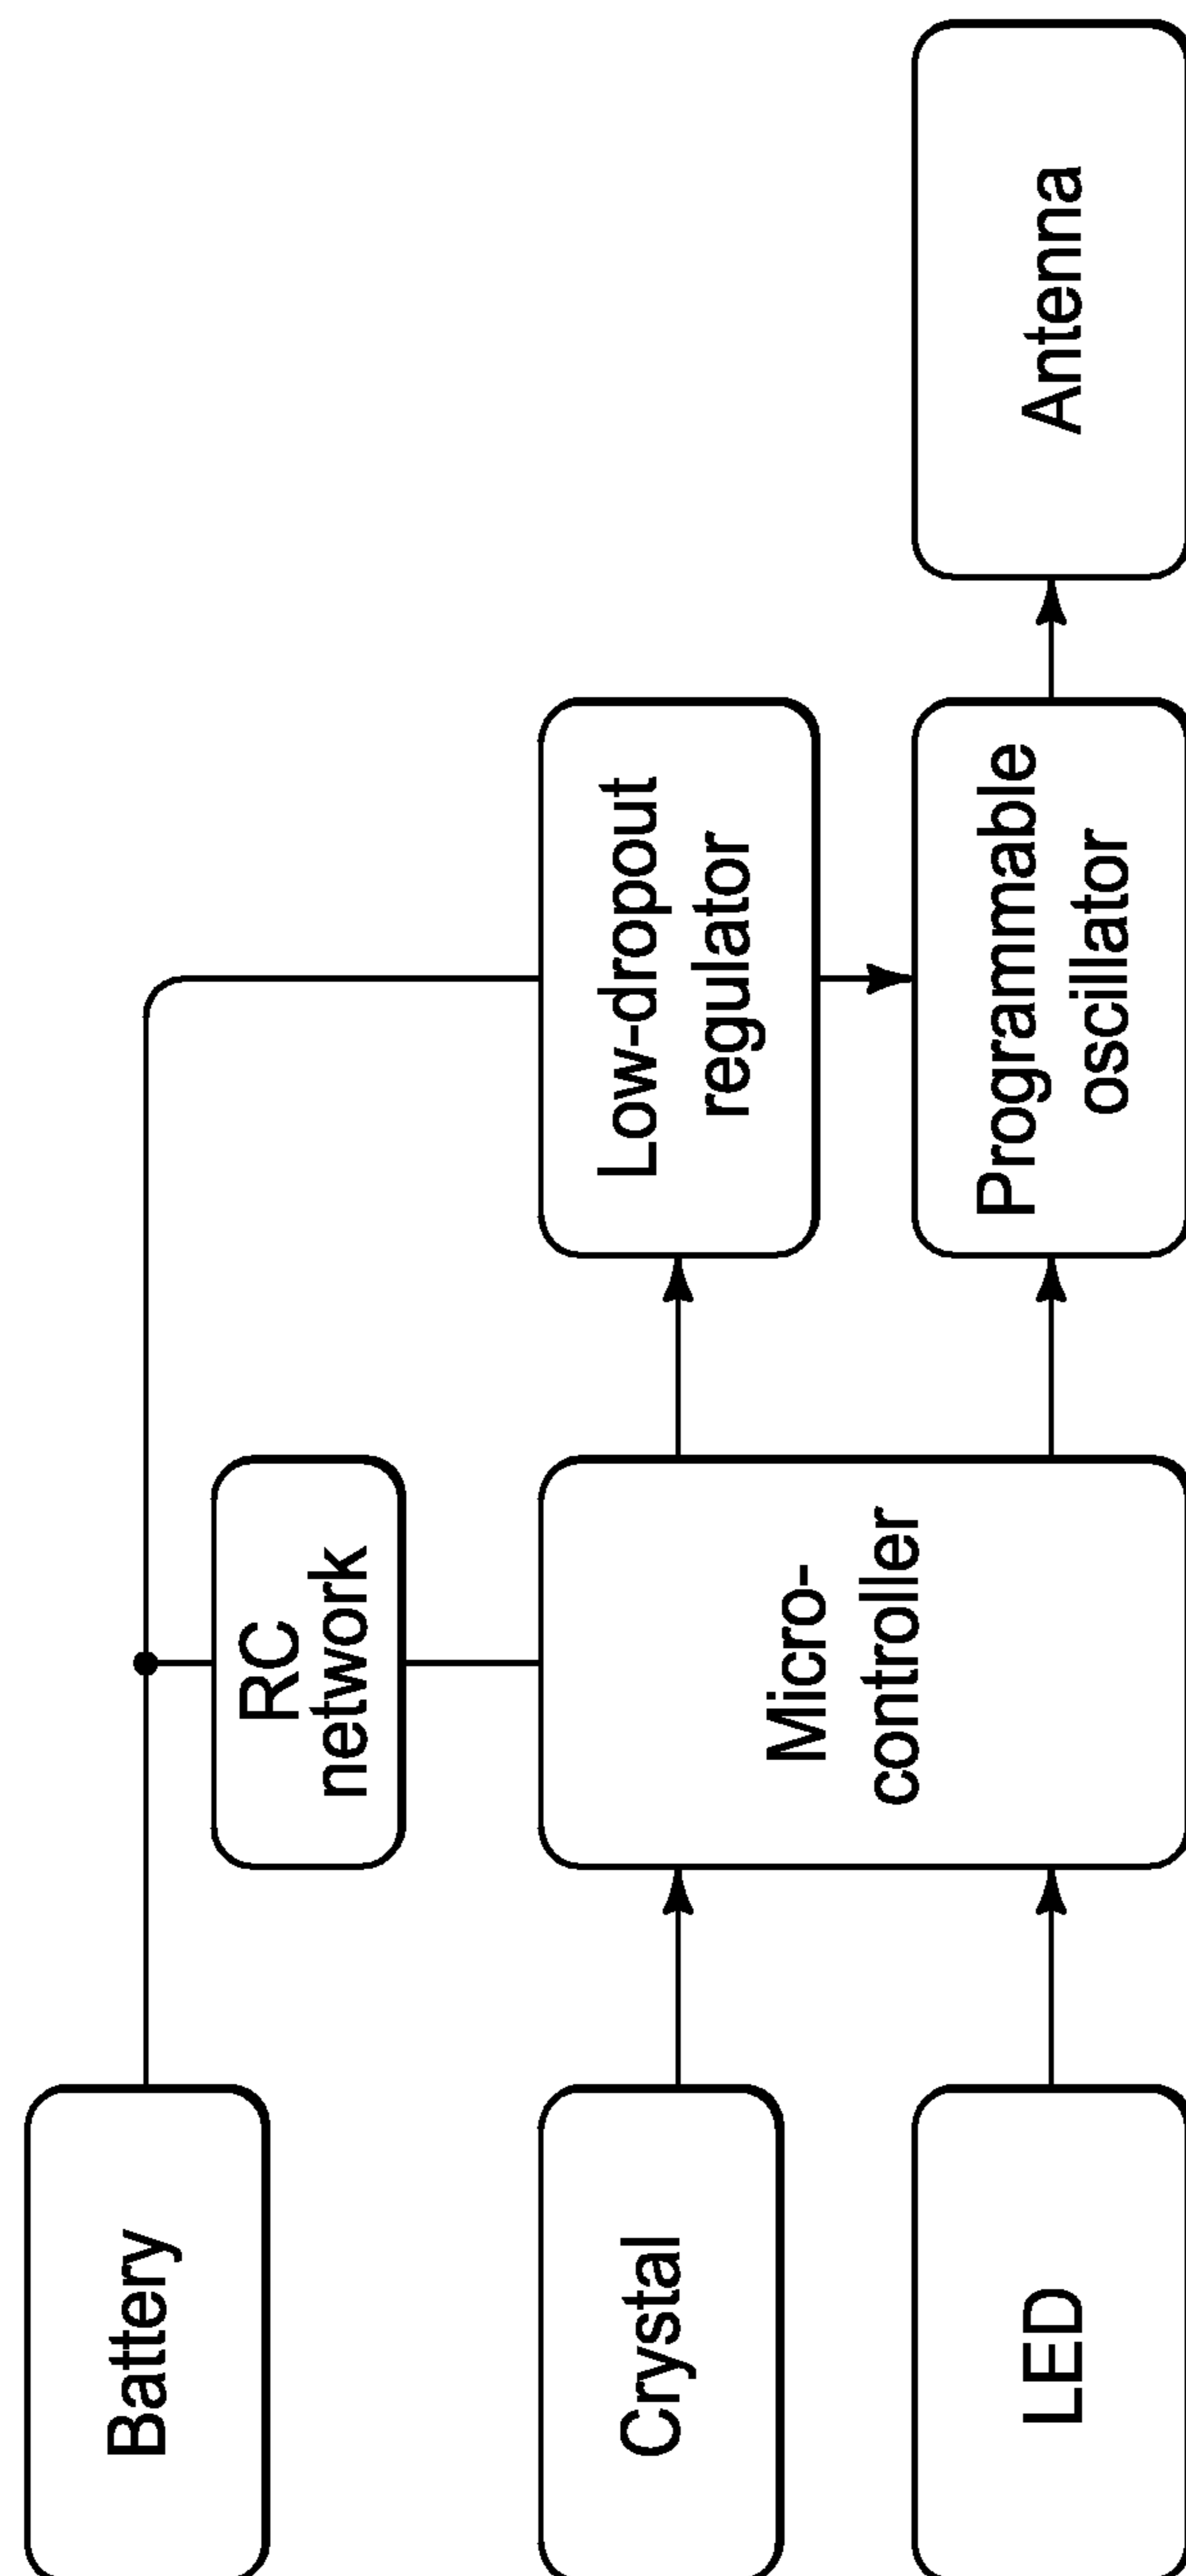 Battery
RC
network
Crystal
LED
Micro-
controller
Low-dropout
regulator
Programmable
oscillator
Antenna